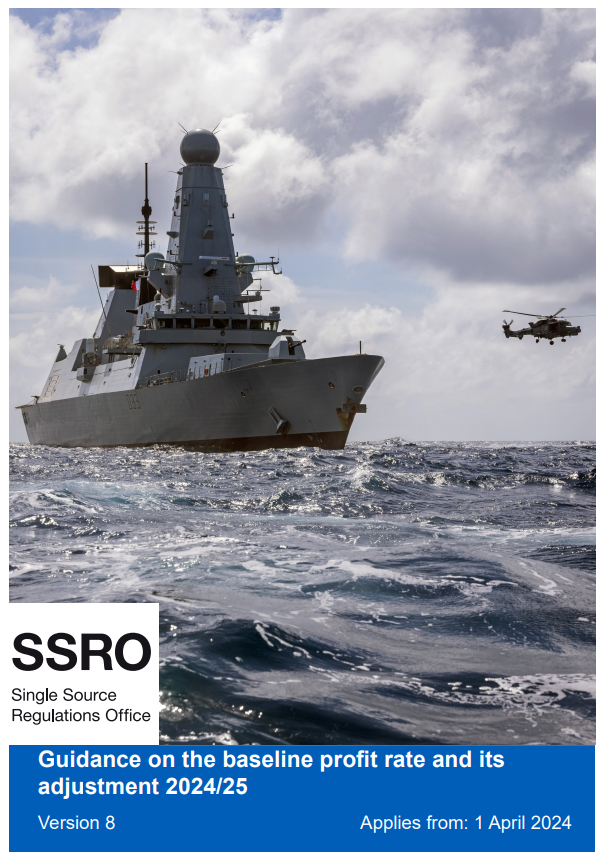 SSRO
Single Source
Regulations Office
Guidance on the baseline profit rate and its
adjustment 2024/25
Version 8
Applies from: 1 April 2024